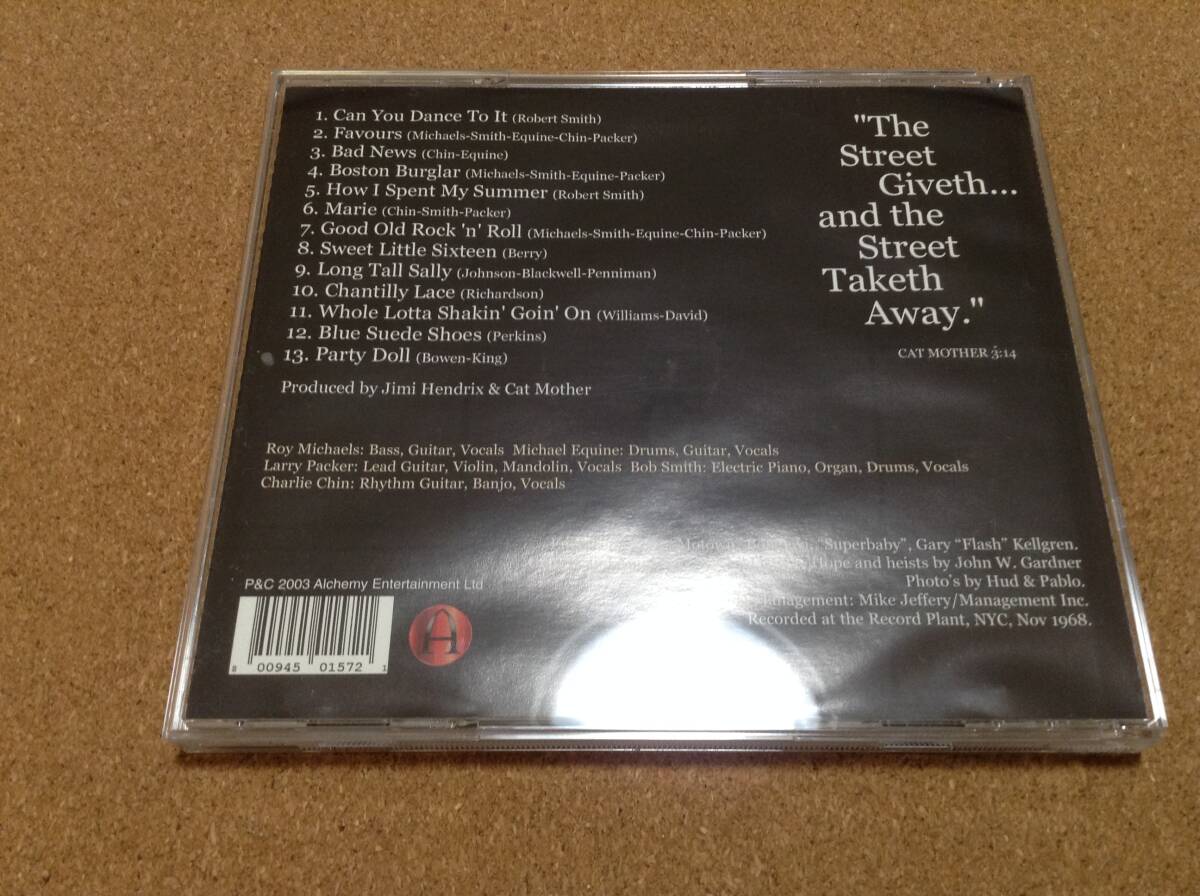 1. Can You Dance To It (Robert Smith)
2. Favours (Michaels-Smith-Equine-Chin-Packer)
3. Bad News (Chin-Equine)
4. Boston Burglar (Michaels-Smith-Equine-Packer)
5. How I Spent My Summer (Robert Smith)
6. Marie (Chin-Smith-Packer)
7. Good Old Rock 'n' Roll (Michaels-Smith-Equine-Chin-Packer)
8. Sweet Little Sixteen (Berry)
9. Long Tall Sally (Johnson-Blackwell-Penniman)
10. Chantilly Lace (Richardson)
11. Whole Lotta Shakin' Goin' On (Williams-David)
12. Blue Suede Shoes (Perkins)
13. Party Doll (Bowen-King)
Produced by Jimi Hendrix & Cat Mother
"The
Street
Giveth...
and the
Street
Taketh
Away."
CAT MOTHER 3:14
Roy Michaels: Bass, Guitar, Vocals Michael Equine: Drums, Guitar, Vocals
Larry Packer: Lead Guitar, Violin, Mandolin, Vocals Bob Smith: Electric Piano, Organ, Drums, Vocals
Charlie Chin: Rhythm Guitar, Banjo, Vocals
"Superbaby", Gary "Flash" Kellgren.
Hope and heists by John W. Gardner
Photo's by Hud & Pablo.
Management: Mike Jeffery/Management Inc.
Recorded at the Record Plant, NYC, Nov 1968.
P&C 2003 Alchemy Entertainment Ltd
8 00945 01572 1
A